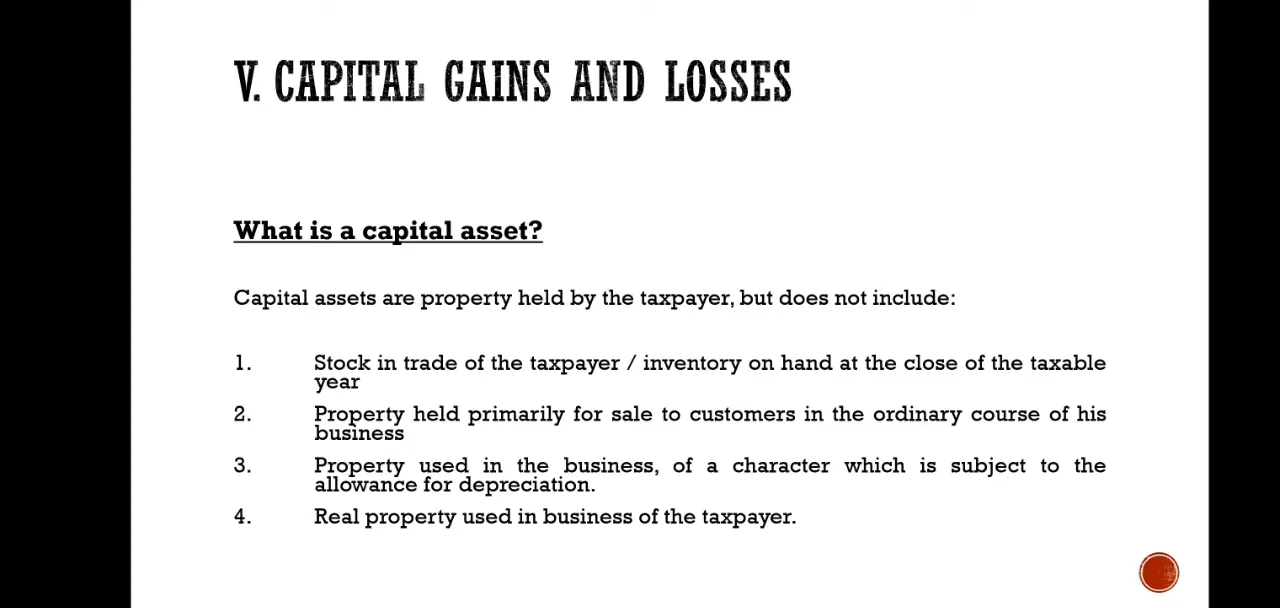 V. CAPITAL GAINS AND LOSSES
What is a capital asset?
Capital assets are property held by the taxpayer, but does not include:
1. Stock in trade of the taxpayer / inventory on hand at the close of the taxable
year
2. Property held primarily for sale to customers in the ordinary course of his
business
3. Property used in the business, of a character which is subject to the
allowance for depreciation.
4. Real property used in business of the taxpayer.